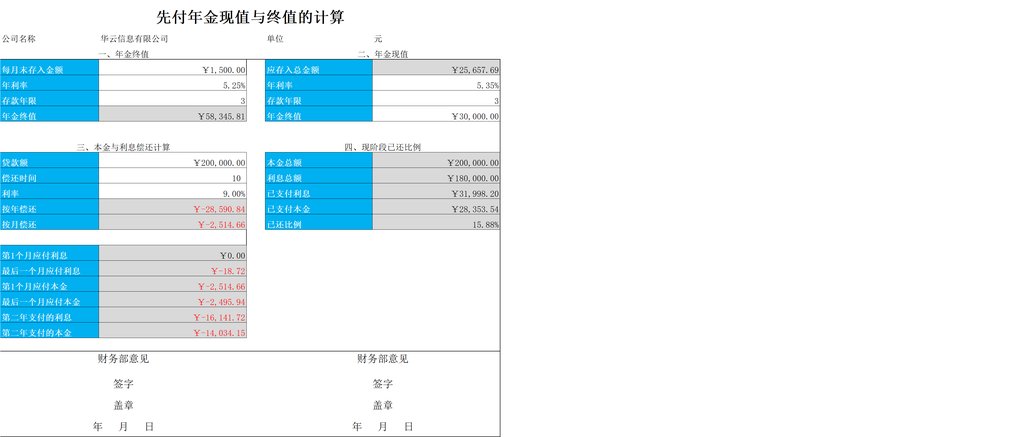 先付年金现值与终值的计算
公司名称 华云信息有限公司 单位 元
一、年金终值 二、年金现值
每月末存入金额 ￥1,500.00 应存入总金额 ￥25,657.69
年利率 5.25% 年利率 5.35%
存款年限 3 存款年限 3
年金终值 ￥58,345.81 年金终值 ￥30,000.00
三、本金与利息偿还计算 四、现阶段已还比例
贷款额 ￥200,000.00 本金总额 ￥200,000.00
偿还时间 10 利息总额 ￥180,000.00
利率 9.00% 已支付利息 ￥31,998.20
按年偿还 ￥-28,590.84 已支付本金 ￥28,353.54
按月偿还 ￥-2,514.66 已还比例 15.88%
第1个月应付利息 ￥0.00
最后一个月应付利息 ￥-18.72
第1个月应付本金 ￥-2,514.66
最后一个月应付本金 ￥-2,495.94
第二年支付的利息 ￥-16,141.72
第二年支付的本金 ￥-14,034.15
财务部意见 财务部意见
签字 签字
盖章 盖章
年 月 日 年 月 日